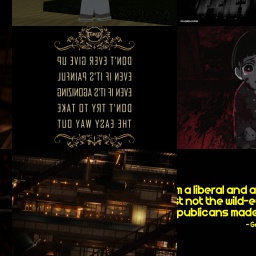 DON'T EVER GIVE UP
EVEN IF IT'S PAINFUL
EVEN IF IT'S AGONIZING
DON'T TRY TO TAKE
THE EASY WAY OUT
m a liberal and a
st not the wild-e
publicans made